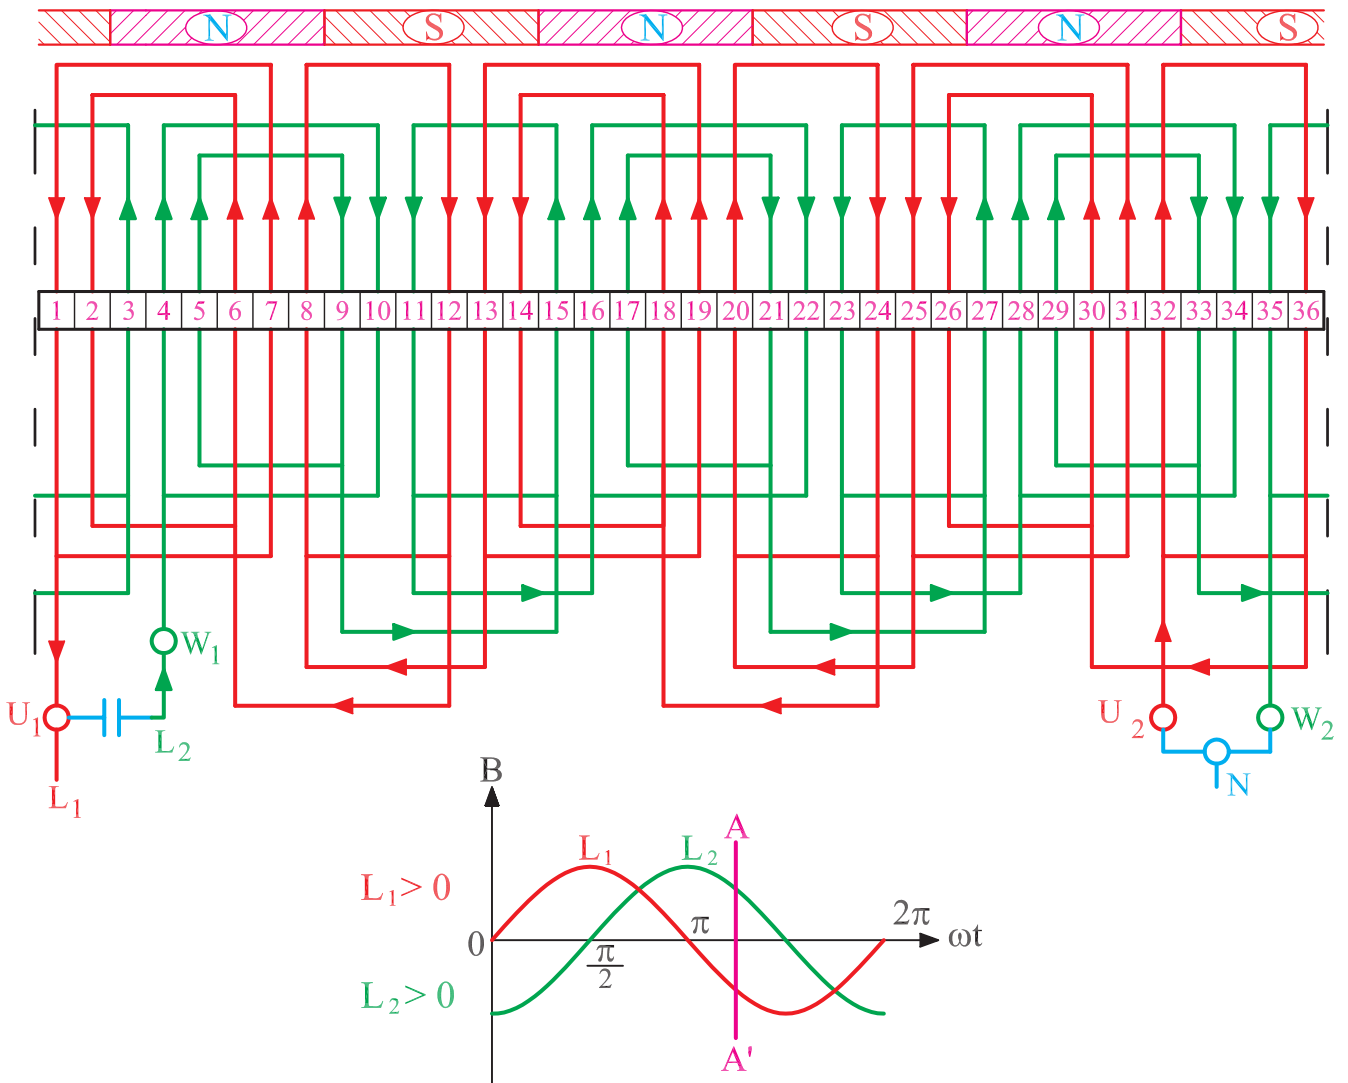 N S N S N S
1 2 3 4 5 6 7 8 9 10 11 12 13 14 15 16 17 18 19 20 21 22 23 24 25 26 27 28 29 30 31 32 33 34 35 36
W₁
U₁
L₂
L₁
U₂
W₂
N
B
A
L₁
L₂
L₁> 0
π
2π
0
π/2
ωt
L₂> 0
A'